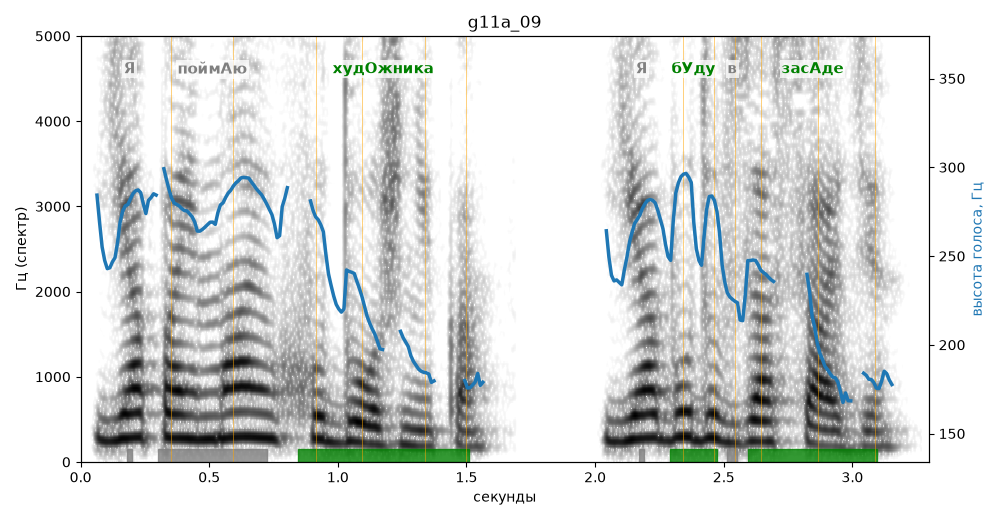 g11a_09
Я поймАю худОжника Я бУду в засАде
5000
4000
3000
2000
1000
0
Гц (спектр)
350
300
250
200
150
высота голоса, Гц
0.0 0.5 1.0 1.5 2.0 2.5 3.0
секунды